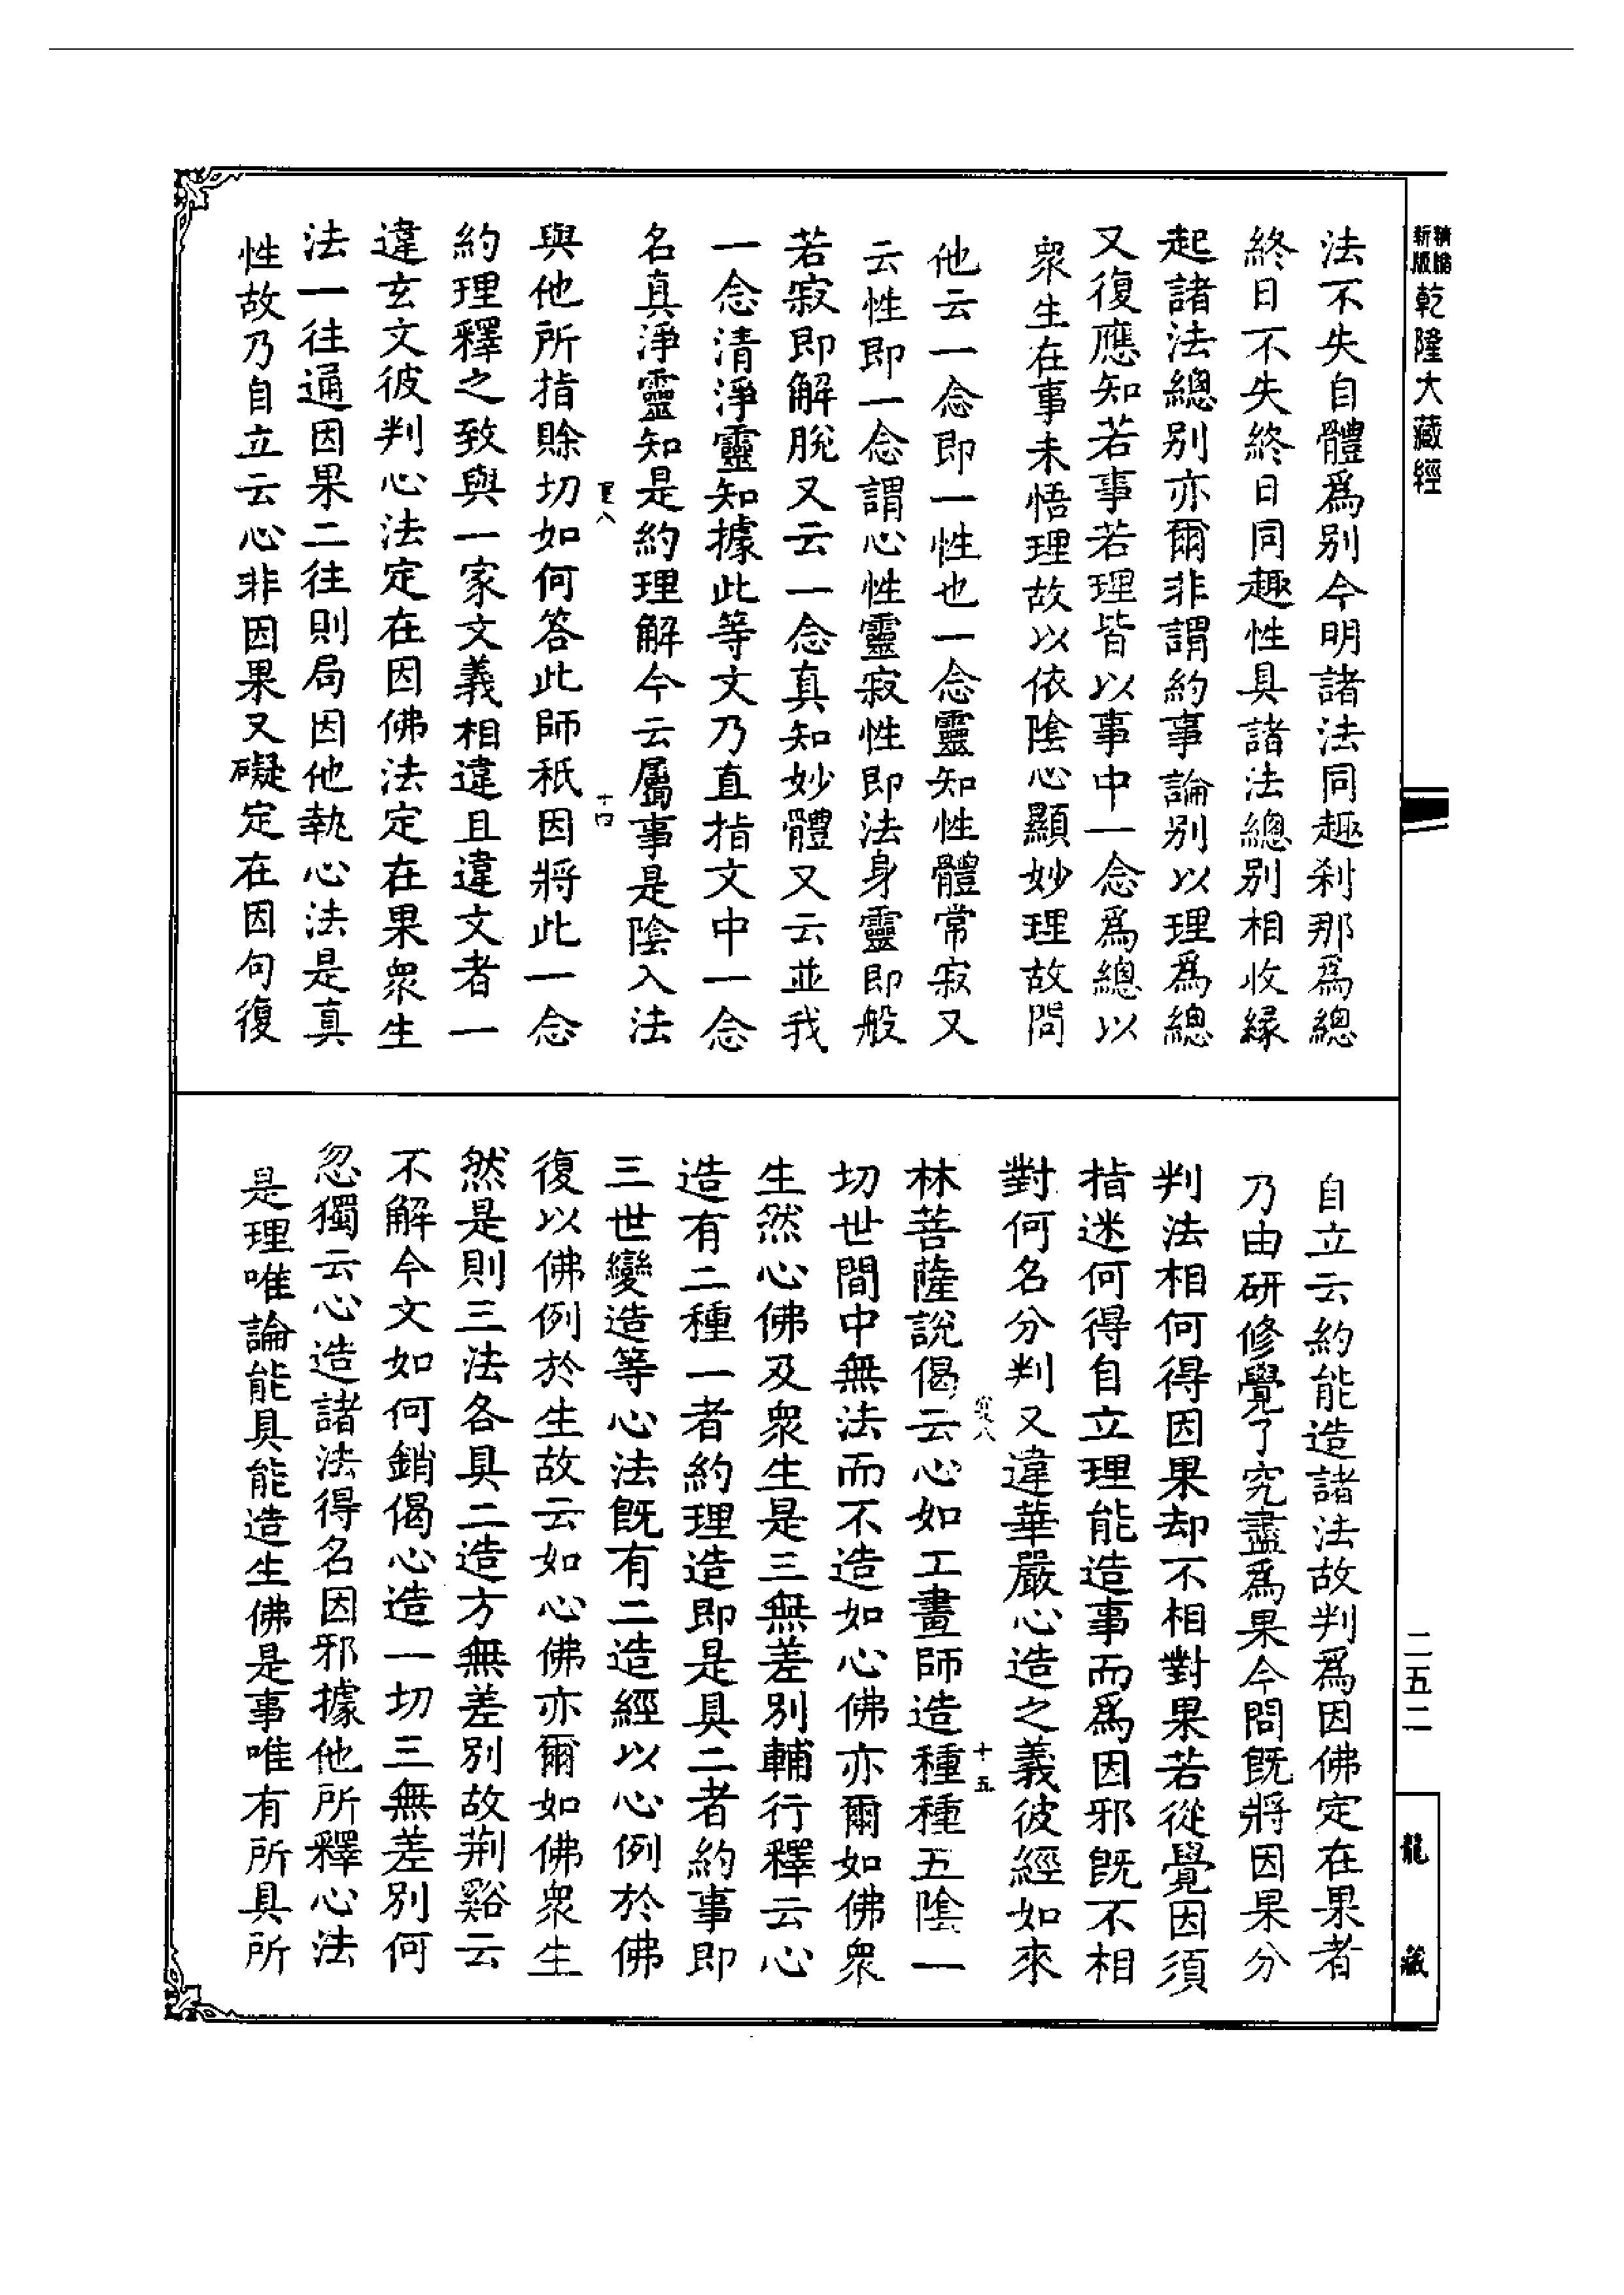 乾隆大藏經
法不失自體爲別今明諸法同趣剎那爲總
終日不失終日同趣性具諸法總別相收緣
起諸法總別亦爾非謂約事論別以理爲總
又復應知若事若理皆以事中一念爲總以
衆生在事未悟理故以依陰心顯妙理故問
他云一念即一性也一念靈知性體常寂又
云性即一念謂心性靈寂性即法身靈即般
若寂即解脫又云一念真知妙體又云並我
一念清淨靈知據此等文乃直指文中一念
名真淨靈知是約理解今云屬事是陰入法
與他所指賖切如何答此師秖因將此一念
約理釋之致與一家文義相違且違文者一
違玄文彼判心法定在因佛法定在果衆生
法一往通因果二往則局因他執心法是真
性故乃自立云心非因果又礙定在因句復
自立云約能造諸法故判爲因佛定在果者
乃由研修覺了究盡爲果今問旣將因果分
判法相何得因果却不相對果若從覺因須
指迷何得自立理能造事而爲因邪旣不相
對何名分判又違華嚴心造之義彼經如來
林菩薩說偈云心如工畫師造種種五陰一
切世間中無法而不造如心佛亦爾如佛衆
生然心佛及衆生是三無差別輔行釋云心
造有二種一者約理造即是具二者約事即
三世變造等心法旣有二造經以心例於佛
復以佛例於生故云如心佛亦爾如佛衆生
然是則三法各具二造方無差別故荆谿云
不解今文如何銷偈心造一切三無差別何
忽獨云心造諸法得名因邪據他所釋心法
是理唯論能具能造生佛是事唯有所具所
十四
十五
二五二
龍藏